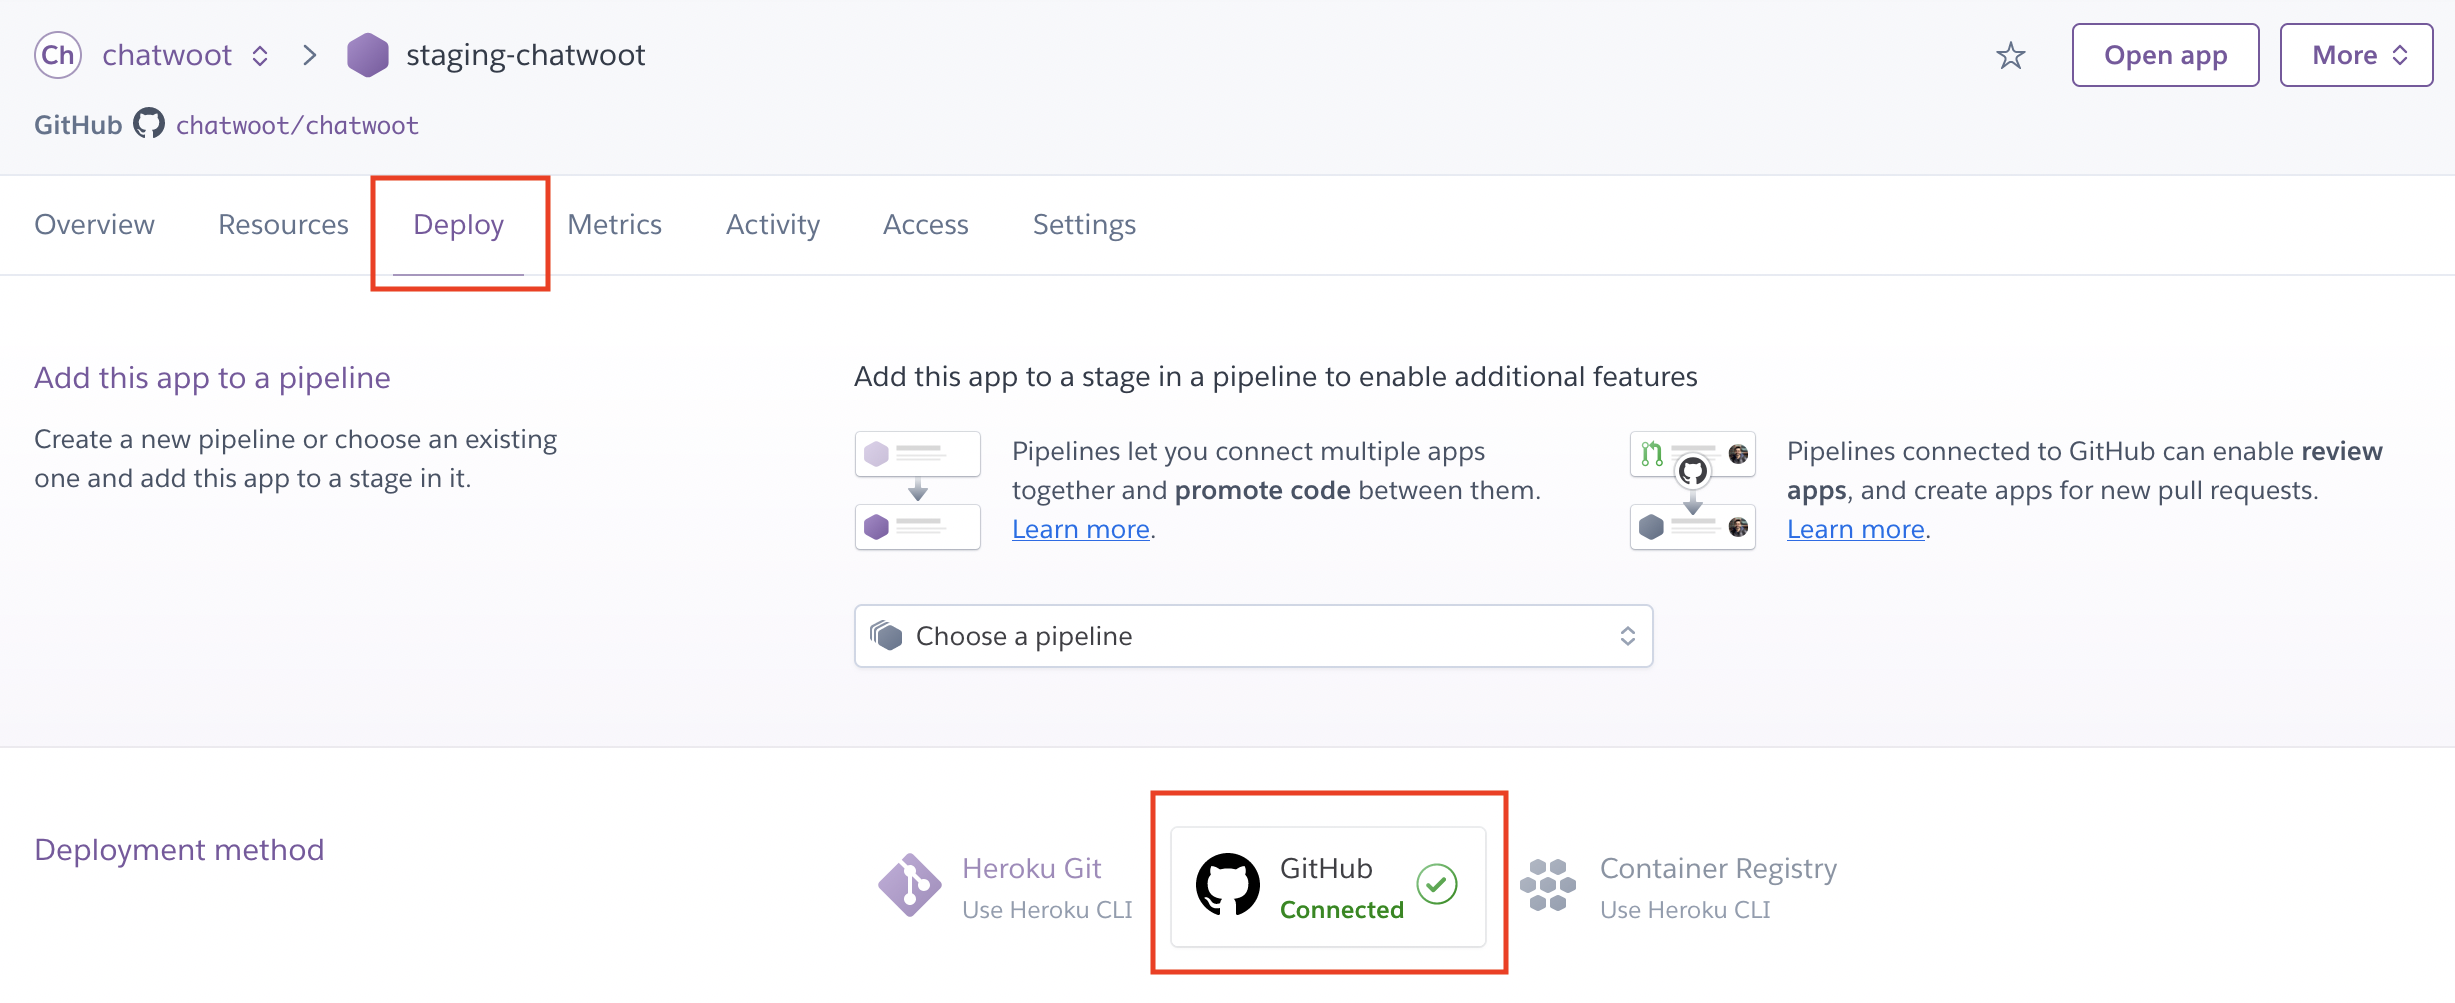 Ch chatwoot staging-chatwoot
Open app
More
GitHub chatwoot/chatwoot
Overview Resources Deploy Metrics Activity Access Settings
Add this app to a pipeline
Create a new pipeline or choose an existing
one and add this app to a stage in it.
Add this app to a stage in a pipeline to enable additional features
Pipelines let you connect multiple apps
together and promote code between them.
Learn more.
Pipelines connected to GitHub can enable review
apps, and create apps for new pull requests.
Learn more.
Choose a pipeline
Deployment method
Heroku Git
Use Heroku CLI
GitHub
Connected
Container Registry
Use Heroku CLI